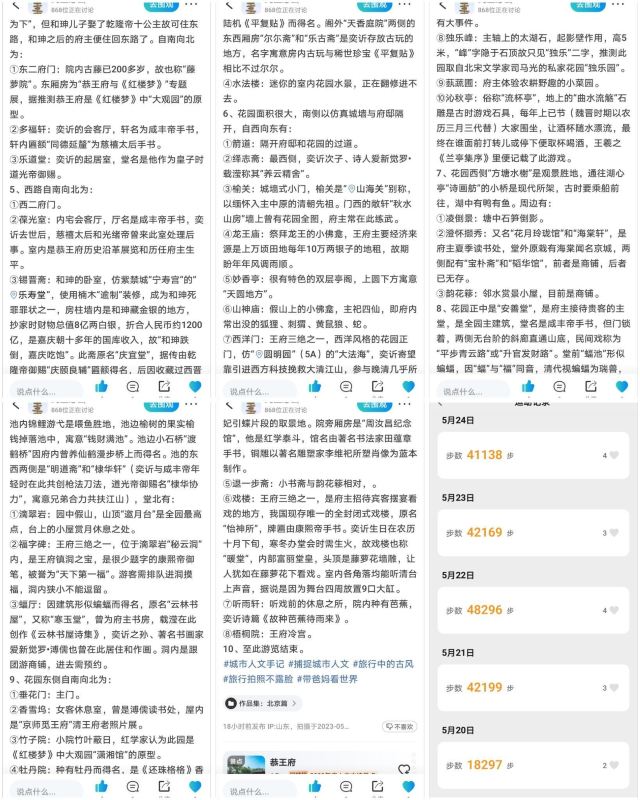 868位正在讨论
去围观
为下”，但和珅儿子娶了乾隆帝十公主故可住东
路，和珅之后的府主便住回东路了。自南向北
为：
①东二府门：院内古藤已200多岁，故也称“藤
萝院”。东厢房为“恭王府与《红楼梦》”专题
展，据推测恭王府是《红楼梦》中“大观园”的原
型。
②多福轩：奕䜣的会客厅，轩名为咸丰帝手书，
轩内匾额“同德延釐”为慈禧太后手书。
③乐道堂：奕䜣的起居室，堂名是他作为皇子时
道光帝御赐。
5、西路自南向北为：
①西二府门。
②葆光室：内宅会客厅，厅名是咸丰帝手书，奕
䜣去世后，慈禧太后和光绪帝曾来此室处理后
事。室内是恭王府历史沿革展览和历任府主生
平。
③锡晋斋：和珅的卧室，仿紫禁城“宁寿宫”的“
乐寿堂”，使用楠木“逾制”装修，成为和珅死
罪罪状之一，房柱墙内是和珅藏金银的地方，
抄家时财物总值8亿两白银，折合人民币约1200
亿，是嘉庆朝十多年的国库收入，故“和珅跌
倒，嘉庆吃饱”。此斋原名“庆宜堂”，据传由乾
隆帝御赐“庆颐良辅”匾额得名，后因收藏过西晋
说点什么...
868位正在讨论
去围观
陆机《平复贴》而得名。阁外“天香庭院”两侧的
东西厢房“尔尔斋”和“乐古斋”是奕䜣存放古玩的
地方，名字寓意房内古玩与稀世珍宝《平复贴》
相比不过尔尔。
④水法楼：迷你的室内花园水景，正在翻修进不
去。
6、花园面积很大，南侧以仿真城墙与府邸隔
开，自西向东有：
①箭道：隔开府邸和花园的过道。
②绎志斋：最西侧，奕䜣次子、诗人爱新觉罗·
载滢称其“养云精舍”。
③榆关：城墙式小门，榆关是“山海关”别称，
以缅怀入主中原的清朝先祖。门西的敞轩“秋水
山房”墙上曾有花园全图，府主常在此练武。
④龙王庙：祭拜龙王的小佛龛，王府主要经济来
源是上万顷田地每年10万两银子的地租，故期
盼年年风调雨顺。
⑤妙香亭：很有特色的双层亭阁，上圆下方寓意
“天圆地方”。
⑥山神庙：假山上的小佛龛，主祀四仙，即府内
常出没的狐狸、刺猬、黄鼠狼、蛇。
⑦西洋门：王府三绝之一，西洋风格的花园正
门，仿“圆明园”（5A）的“大法海”，奕䜣寄望
靠引进西方科技挽救大清江山，参与晚清几乎所
说点什么...
868位正在讨论
去围观
有大事件。
⑧独乐峰：主轴上的太湖石，起影壁作用，高5
米，“峰”字隐于石顶故只见“独乐”二字，推测此
园取自北宋文学家司马光的私家花园“独乐园”。
⑨艺蔬圃：府主体验农耕野趣的小菜园。
⑩沁秋亭：俗称“流杯亭”，地上的“曲水流觞”石
雕是古时游戏石具，每年上已节（魏晋时期以农
历三月三代替）大家围坐，让酒杯随水漂流，最
终在谁面前打转儿或停下便取杯喝酒，王羲之
《兰亭集序》里便记载了此游戏。
7、花园西侧“方塘水榭”是观景胜地，通往湖心
亭“诗画舫”的小桥是现代所架，古时要乘船前
往，湖中有鸭有鱼。周边有：
①凌倒景：塘中石笋倒影。
②澄怀撷秀：又名“花月玲珑馆”和“海棠轩”，是
府主夏季读书处，堂外原栽有海棠闻名京城，两
侧配有“宝朴斋”和“韬华馆”，前者是商铺，后者
已无存。
③韵花簃：邻水赏景小屋，目前是商铺。
8、花园正中是“安善堂”，是府主接待贵客的主
堂，是全园主建筑，堂名是咸丰帝手书，但门锁
着，两侧无台阶的斜廊直通山底，民间戏称为
“平步青云路”或“升官发财路”。堂前“蝠池”形似
蝙蝠，因“蝠”与“福”同音，清代视蝙蝠为瑞兽，
说点什么...
868位正在讨论
去围观
池内锦鲤游弋是喂鱼胜地，池边榆树的果实榆
钱掉落池中，寓意“钱财满池”。池边小石桥“渡
鹤桥”因府内曾养仙鹤漫步桥上而得名。池的东
西两侧是“明道斋”和“棣华轩”（奕䜣与咸丰年
轻时在此共创枪法刀法，道光帝御赐名“棣华协
力”，寓意兄弟合力共扶江山），堂北有：
①滴翠岩：园中假山，山顶“邀月台”是全园最高
点，台上的小屋赏月休息之处。
②福字碑：王府三绝之一，位于滴翠岩“秘云洞”
内，是王府镇洞之宝，是很少题字的康熙帝御
笔，被誉为“天下第一福”。游客需排队进洞摸
福，洞内狭小不能逗留。
③蝠厅：因建筑形似蝙蝠而得名，原名“云林书
屋”，又称“寒玉堂”，曾为府主书房，载滢在此
创作《云林书屋诗集》，奕䜣之孙、著名书画家
爱新觉罗·溥儒也曾在此居住和作画。洞内是跟
团游商铺，进去需预约。
9、花园东侧自南向北为：
①垂花门：主门。
②香雪坞：女客休息室，曾是溥儒读书处，屋内
是“京师觅王府”清王府老照片展。
③竹子院：小院竹叶蔽日，红学家认为此园是
《红楼梦》中大观园“潇湘馆”的原型。
④牡丹院：种有牡丹而得名，是《还珠格格》香
说点什么...
868位正在讨论
去围观
妃引蝶片段的取景地。院旁厢房是“周汝昌纪念
馆”，他是红学泰斗，馆名由著名书法家田蕴章
手书，铜雕以著名雕塑家李维祀所塑肖像为蓝本
制作。
⑤退一步斋：小书斋与韵花簃相对，。
⑥戏楼：王府三绝之一，是府主招待宾客摆宴看
戏的地方，我国现存唯一的全封闭式戏楼，原名
“怡神所”，牌匾由康熙帝手书。奕䜣生日在农历
十月下旬，寒冬办堂会时需生火，故戏楼也称
“暖堂”，内部富丽堂皇，头顶是藤萝花墙雕，让
人犹如在藤萝花下看戏。室内各角落均能听清台
上声音，据说是因为舞台四周放置9口大缸。
⑦听雨轩：听戏前的休息之所，院内种有芭蕉，
奕䜣诗篇《故种芭蕉待雨来》。
⑧梧桐院：王府冷宫。
10、至此游览结束。
#城市人文手记 #捕捉城市人文 #旅行中的古风
#旅行拍照不露脸 #带爸妈看世界
作品集：北京篇
18小时前发布 IP:山东，拍摄于2023-05...
不喜欢
景点
恭王府
说点什么...
5月24日
步数 41138 步
4
5月23日
步数 42169 步
3
5月22日
步数 48296 步
4
5月21日
步数 42199 步
3
5月20日
步数 18297 步
2